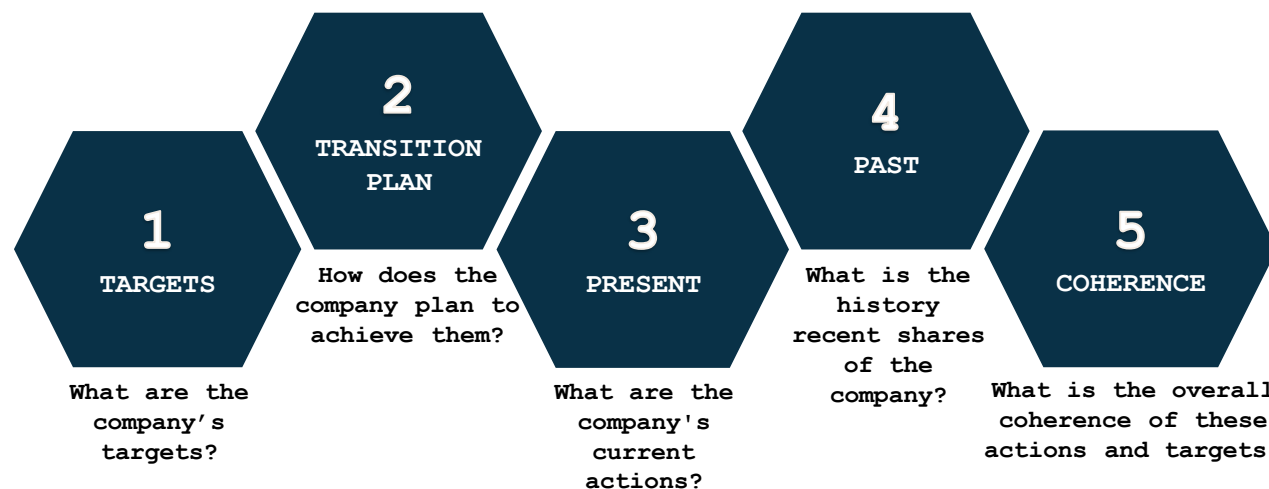 1
TARGETS
What are the
company’s
targets?
2
TRANSITION
PLAN
How does the
company plan to
achieve them?
3
PRESENT
What are the
company's
current
actions?
4
PAST
What is the
history
recent shares
of the
company?
5
COHERENCE
What is the overall
coherence of these
actions and targets